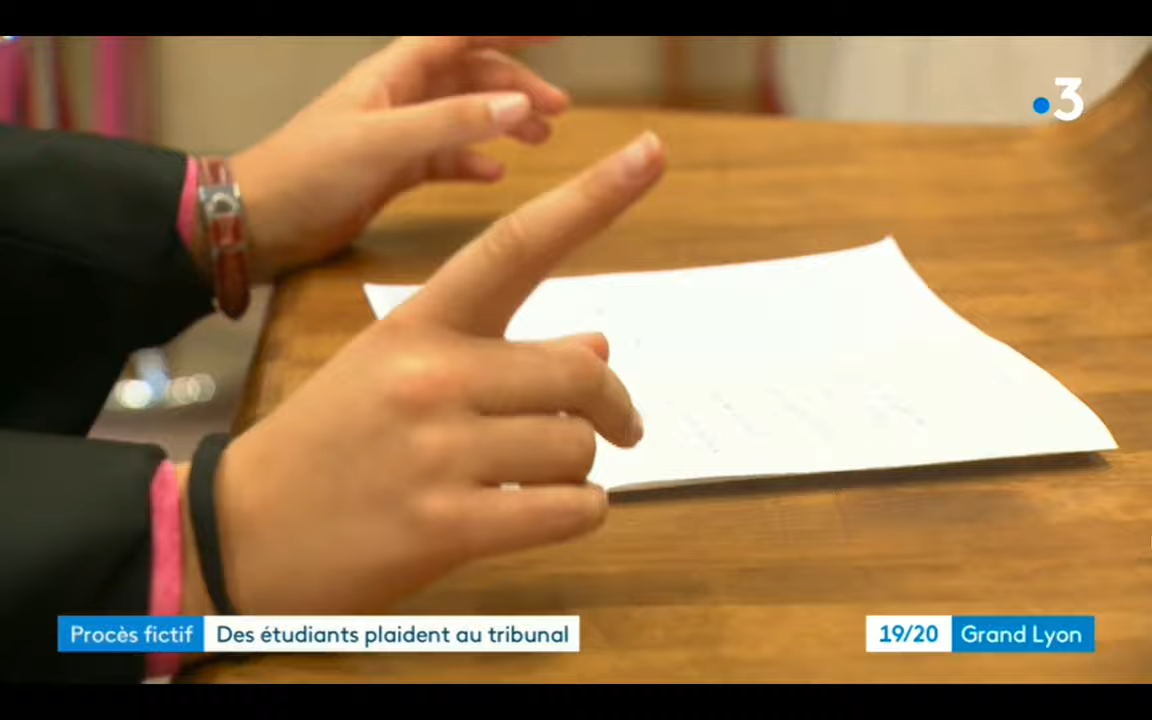 3
Procès fictif Des étudiants plaident au tribunal
19/20 Grand Lyon